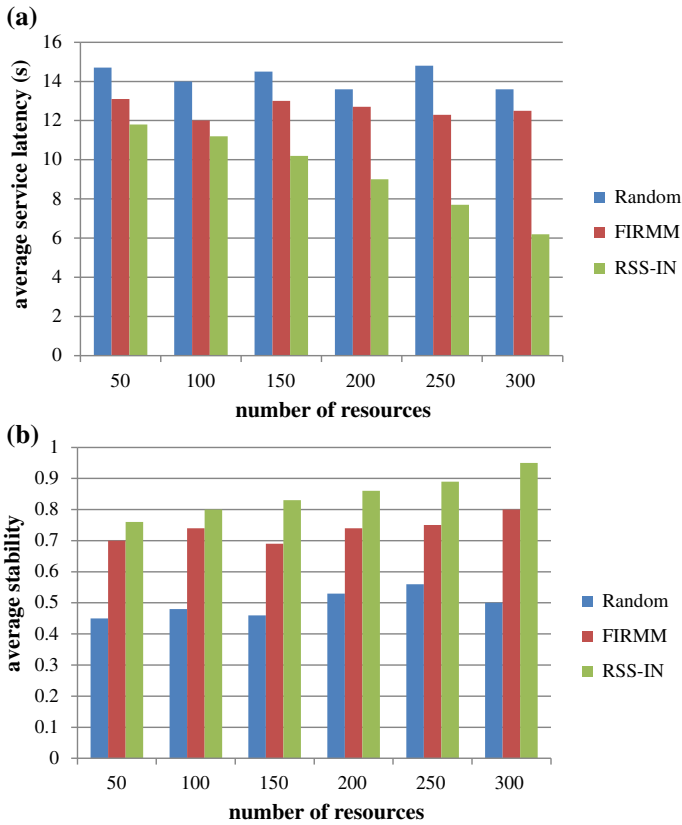 (a)
average service latency (s)
16
14
12
10
8
6
4
2
0
50 100 150 200 250 300
number of resources
Random
FIRMM
RSS-IN
(b)
average stability
1
0.9
0.8
0.7
0.6
0.5
0.4
0.3
0.2
0.1
0
50 100 150 200 250 300
number of resources
Random
FIRMM
RSS-IN